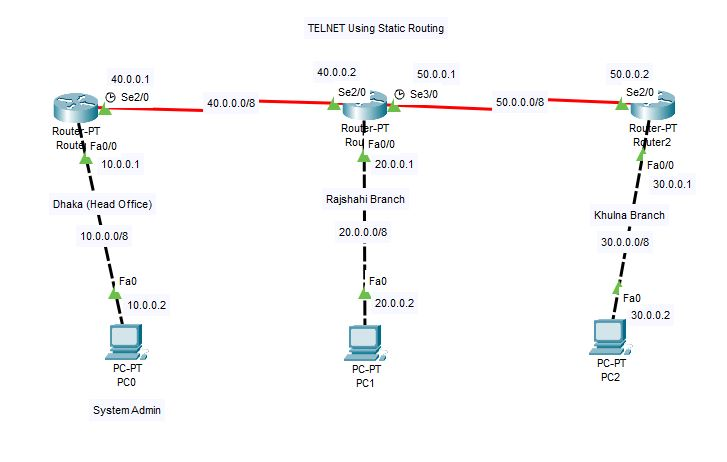 TELNET Using Static Routing
40.0.0.1
40.0.0.2
50.0.0.1
50.0.0.2
Se2/0
40.0.0.0/8
Se2/0
Se3/0
50.0.0.0/8
Se2/0
Router-PT
Router-PT
Router-PT
Router2
Fa0/0
10.0.0.1
Fa0/0
20.0.0.1
Fa0/0
30.0.0.1
Dhaka (Head Office)
Rajshahi Branch
Khulna Branch
10.0.0.0/8
20.0.0.0/8
30.0.0.0/8
Fa0
10.0.0.2
Fa0
20.0.0.2
Fa0
30.0.0.2
PC-PT
PC0
PC-PT
PC1
PC-PT
PC2
System Admin